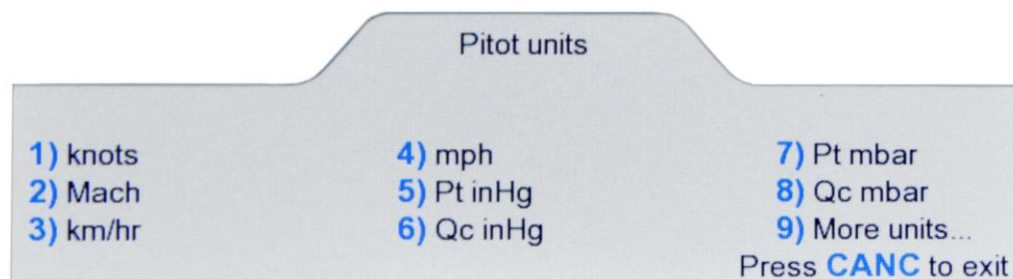 Pitot units
1) knots
2) Mach
3) km/hr
4) mph
5) Pt inHg
6) Qc inHg
7) Pt mbar
8) Qc mbar
9) More units...
Press CANC to exit